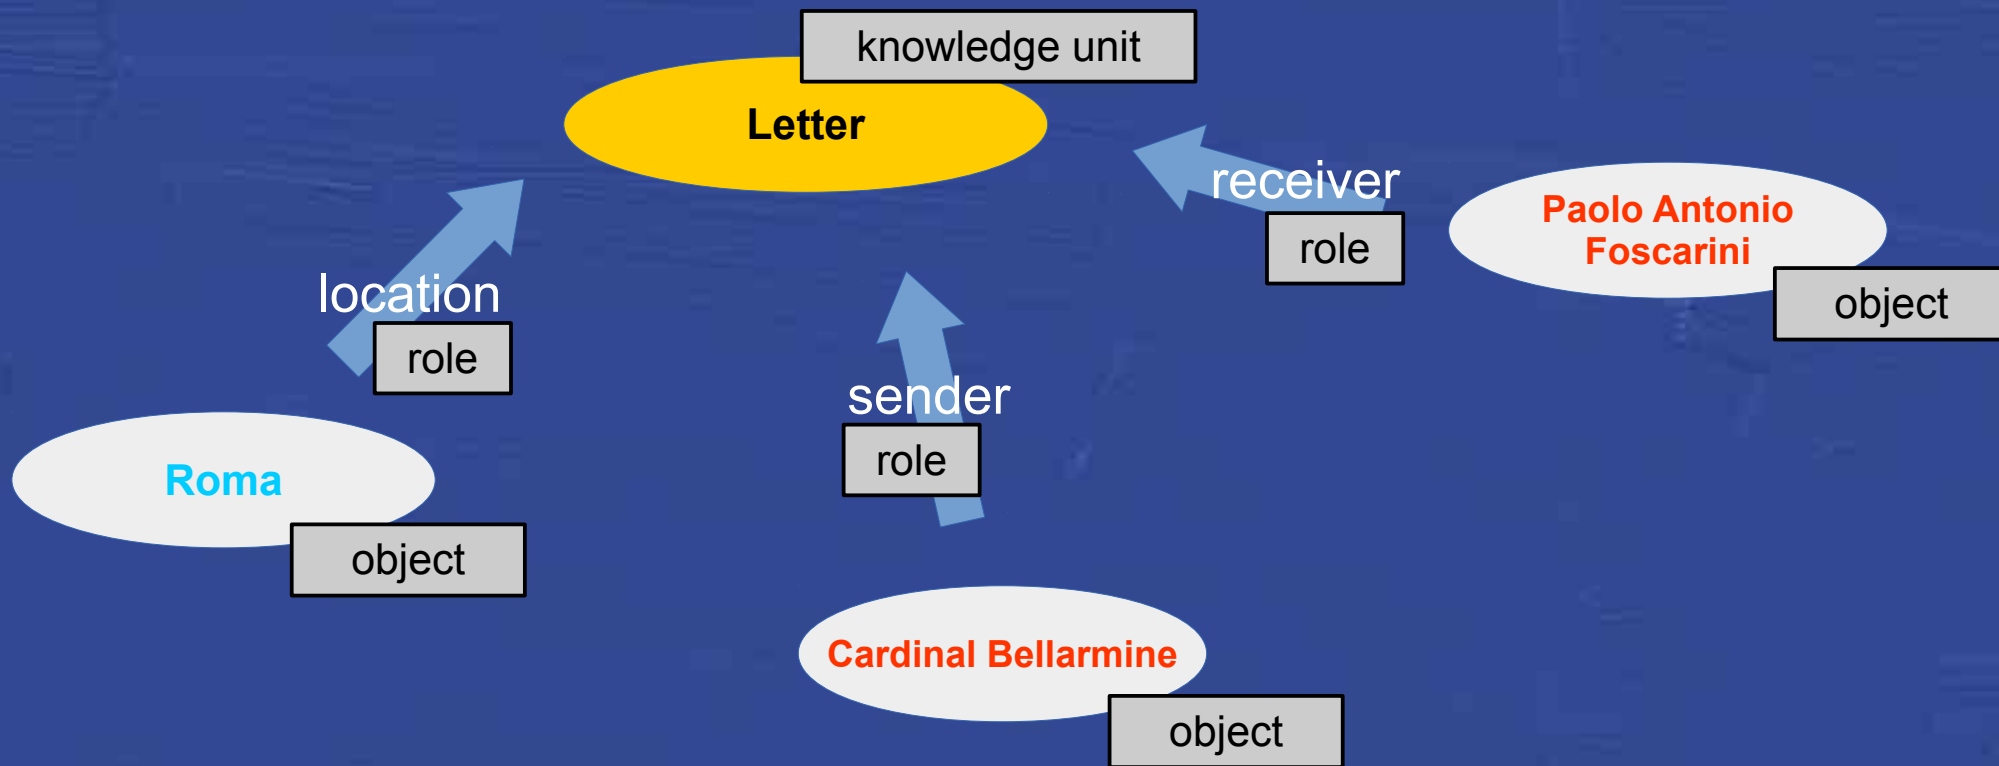 knowledge unit
Letter
receiver
role
Paolo Antonio
Foscarini
object
location
role
sender
role
Roma
object
Cardinal Bellarmine
object